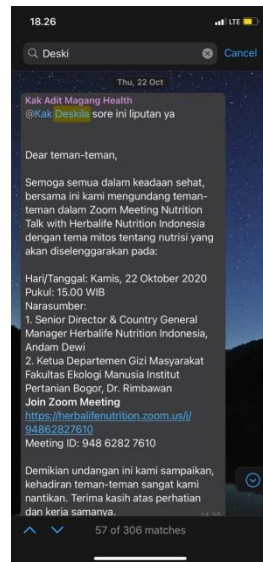 18.26
LTE
Deski
Cancel
Thu, 22 Oct
Kak Adit Magang Health
@Kak Deskila sore ini liputan ya
Dear teman-teman,
Semoga semua dalam keadaan sehat,
bersama ini kami mengundang teman-
teman dalam Zoom Meeting Nutrition
Talk with Herbalife Nutrition Indonesia
dengan tema mitos tentang nutrisi yang
akan diselenggarakan pada:
Hari/Tanggal: Kamis, 22 Oktober 2020
Pukul: 15.00 WIB
Narasumber:
1. Senior Director & Country General
Manager Herbalife Nutrition Indonesia,
Andam Dewi
2. Ketua Departemen Gizi Masyarakat
Fakultas Ekologi Manusia Institut
Pertanian Bogor, Dr. Rimbawan
Join Zoom Meeting
https://herbalifenutrition.zoom.us/j/
94862827610
Meeting ID: 948 6282 7610
Demikian undangan ini kami sampaikan,
kehadiran teman-teman sangat kami
nantikan. Terima kasih atas perhatian
dan kerja samanya.
57 of 306 matches